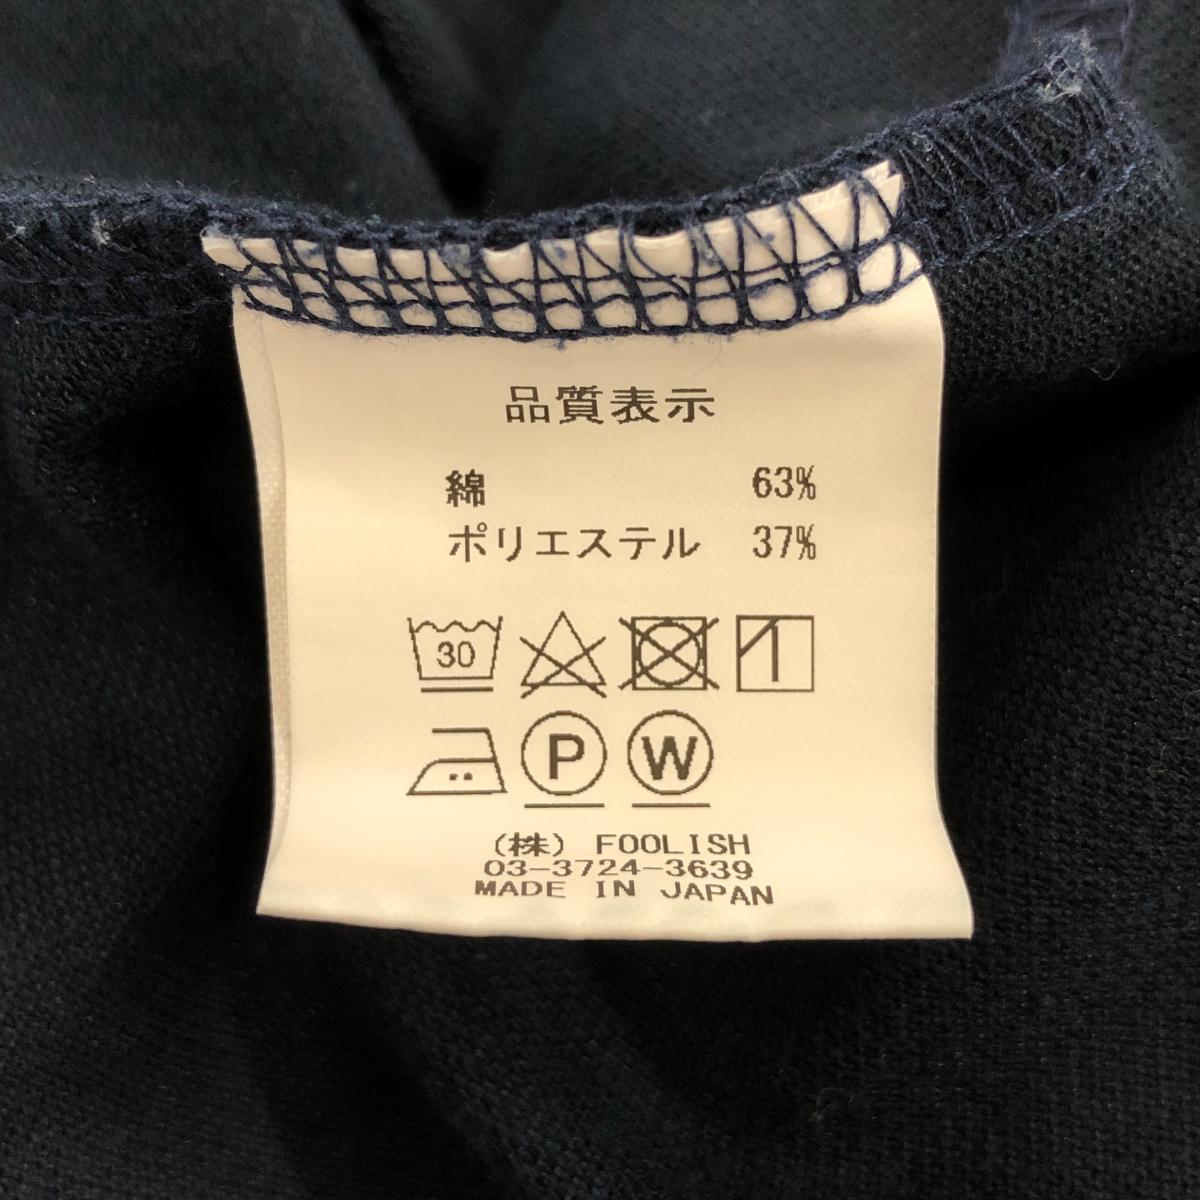 品質表示
綿 63%
ポリエステル 37%
30
P W
(株) FOOLISH
03-3724-3639
MADE IN JAPAN